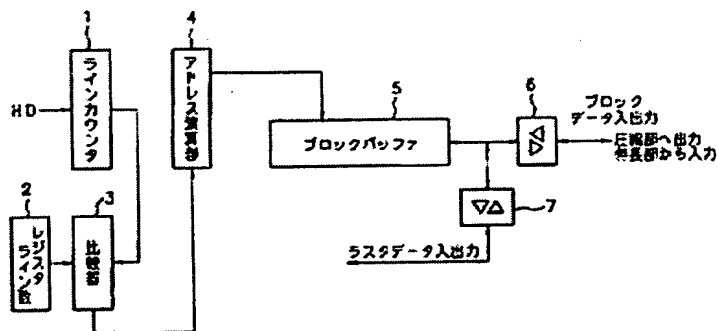 1
ラインカウンタ
HD
2
レジスタ
ライン数
3
比較器
4
アドレス演算部
5
ブロックバッファ
6
ブロック
データ入出力
圧縮部へ出力
伸長部から入力
7
ラスタデータ入出力